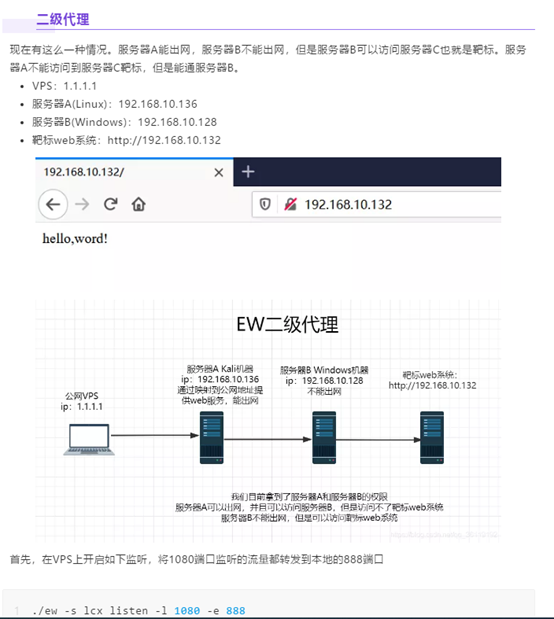 二级代理
现在有这么一种情况。服务器A能出网，服务器B不能出网，但是服务器B可以访问服务器C也就是靶标。服务
器A不能访问到服务器C靶标，但是能通服务器B。
• VPS：1.1.1.1
• 服务器A(Linux)：192.168.10.136
• 服务器B(Windows)：192.168.10.128
• 靶标web系统：http://192.168.10.132
192.168.10.132/
192.168.10.132
hello,word!
EW二级代理
公网VPS
ip：1.1.1.1
服务器A Kali机器
ip：192.168.10.136
通过映射到公网地址提
供web服务，能出网
服务器B Windows机器
ip：192.168.10.128
不能出网
靶标web系统：
http://192.168.10.132
我们目前拿到了服务器A和服务器B的权限
服务器A可以出网，并且可以访问服务器B，但是访问不了靶标web系统
服务器B不能出网，但是可以访问靶标web系统
首先，在VPS上开启如下监听，将1080端口监听的流量都转发到本地的888端口
1 ./ew -s lcx_listen -l 1080 -e 888